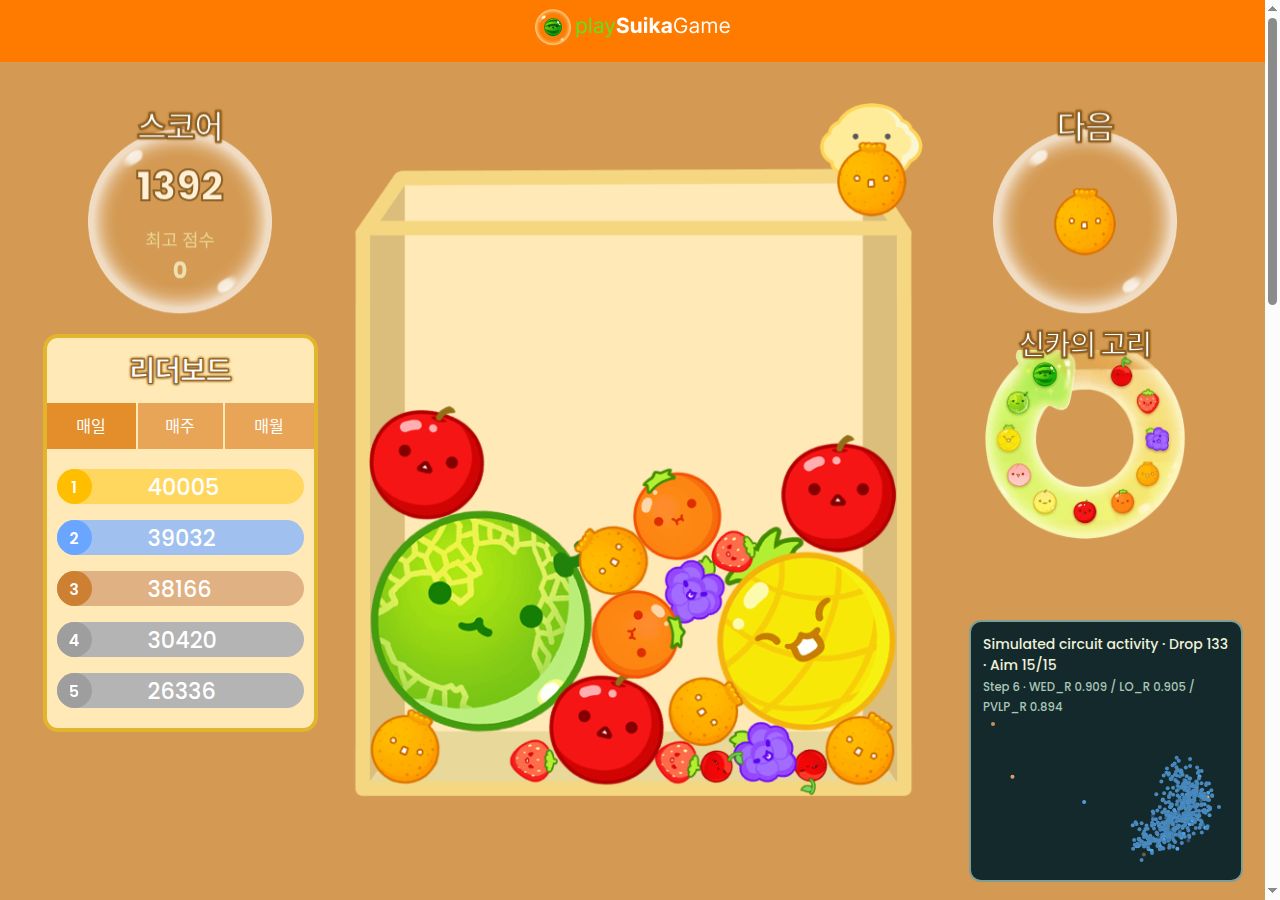 playSuikaGame
스코어
1392
최고 점수
0
다음
신카의 고리
리더보드
매일 매주 매월
1 40005
2 39032
3 38166
4 30420
5 26336
Simulated circuit activity · Drop 133
· Aim 15/15
Step 6 · WED_R 0.909 / LO_R 0.905 /
PVLP_R 0.894